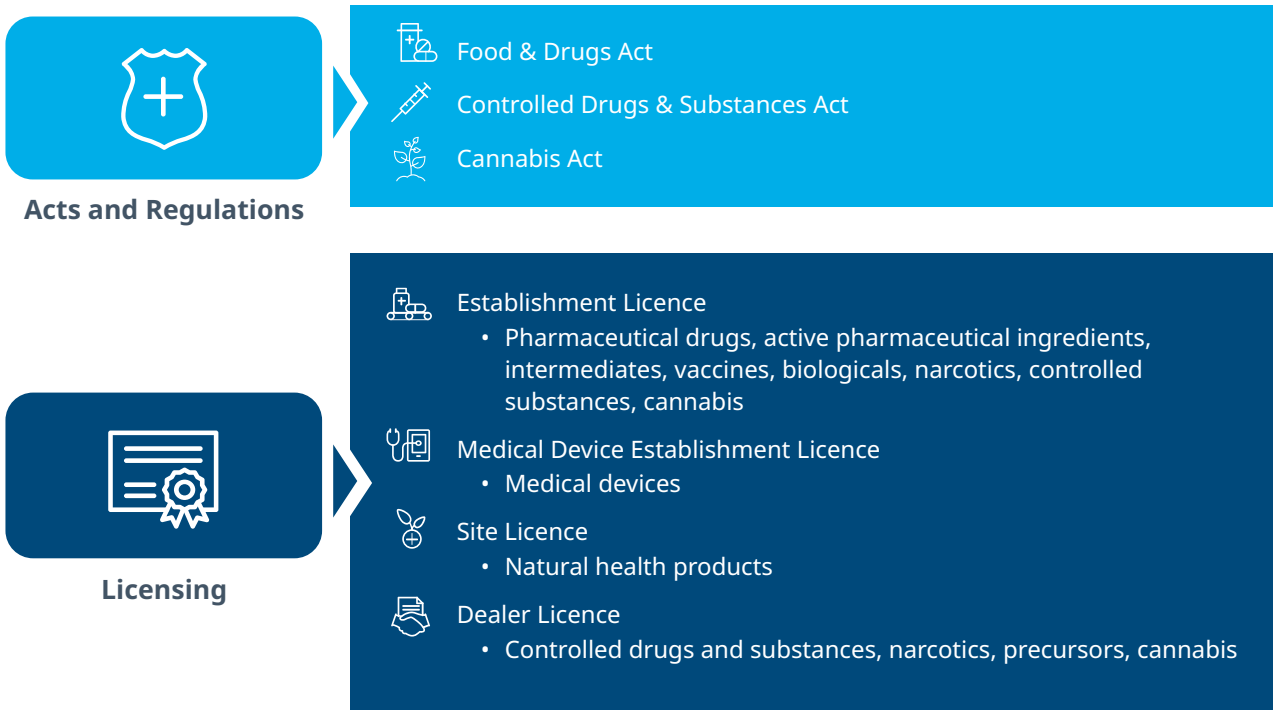 Acts and Regulations
Food & Drugs Act
Controlled Drugs & Substances Act
Cannabis Act
Licensing
Establishment Licence
• Pharmaceutical drugs, active pharmaceutical ingredients,
intermediates, vaccines, biologicals, narcotics, controlled
substances, cannabis
Medical Device Establishment Licence
• Medical devices
Site Licence
• Natural health products
Dealer Licence
• Controlled drugs and substances, narcotics, precursors, cannabis